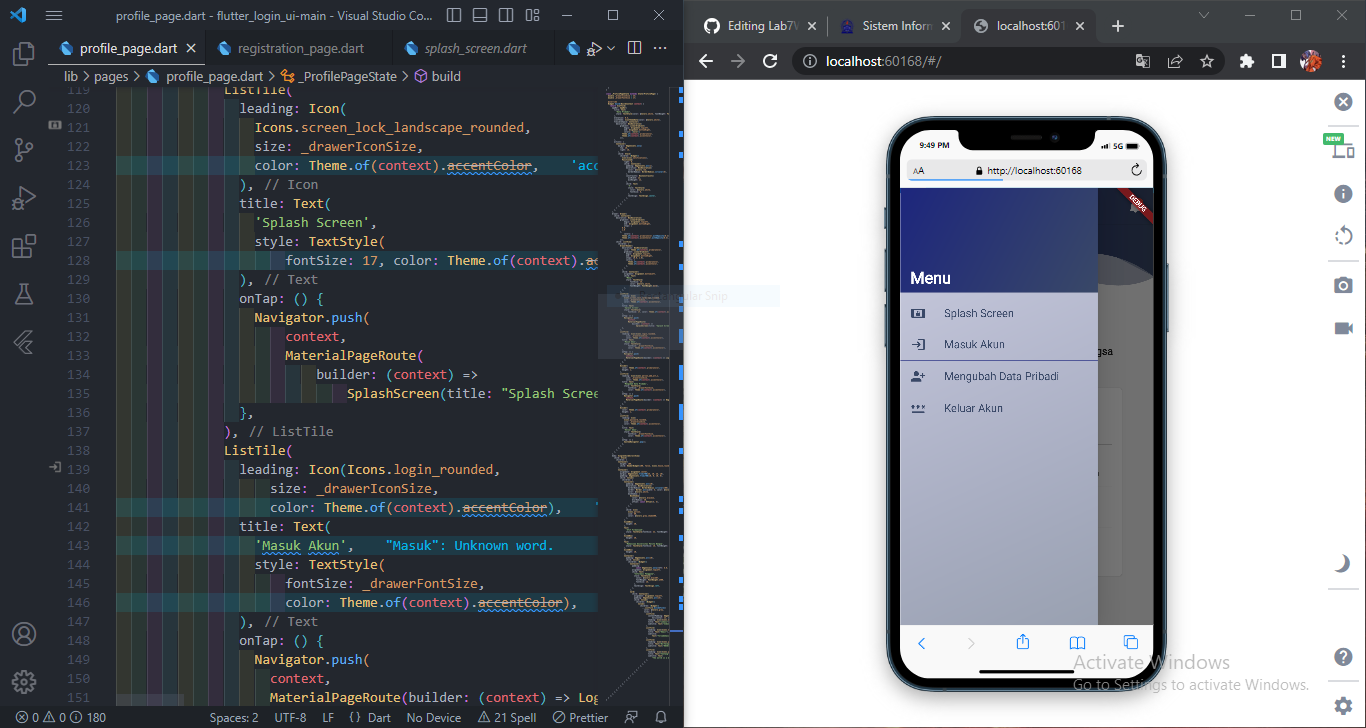 profile_page.dart - flutter_login_ui-main - Visual Studio Co...
profile_page.dart
registration_page.dart
splash_screen.dart
lib > pages > profile_page.dart > _ProfilePageState > build
119 ListTile(
120 leading: Icon(
121 Icons.screen_lock_landscape_rounded,
122 size: _drawerIconSize,
123 color: Theme.of(context).accentColor, 'acc
124 ), // Icon
125 title: Text(
126 'Splash Screen',
127 style: TextStyle(
128 fontSize: 17, color: Theme.of(context).ac
129 ), // Text
130 onTap: () {
131 Navigator.push(
132 context,
133 MaterialPageRoute(
134 builder: (context) =>
135 SplashScreen(title: "Splash Scree
136 },
137 ), // ListTile
138 ListTile(
139 leading: Icon(Icons.login_rounded,
140 size: _drawerIconSize,
141 color: Theme.of(context).accentColor),
142 title: Text(
143 'Masuk Akun', "Masuk": Unknown word.
144 style: TextStyle(
145 fontSize: _drawerFontSize,
146 color: Theme.of(context).accentColor),
147 ), // Text
148 onTap: () {
149 Navigator.push(
150 context,
151 MaterialPageRoute(builder: (context) => Log
0 0 180 Spaces: 2 UTF-8 LF {} Dart No Device 21 Spell Prettier
Editing Lab7V
Sistem Inform
localhost:601
localhost:60168/#/
NEW
9:49 PM
5G
AA
http://localhost:60168
DEBUG
Menu
Splash Screen
Masuk Akun
gsa
Mengubah Data Pribadi
Keluar Akun
Snip
Activate Windows
Go to Settings to activate Windows.